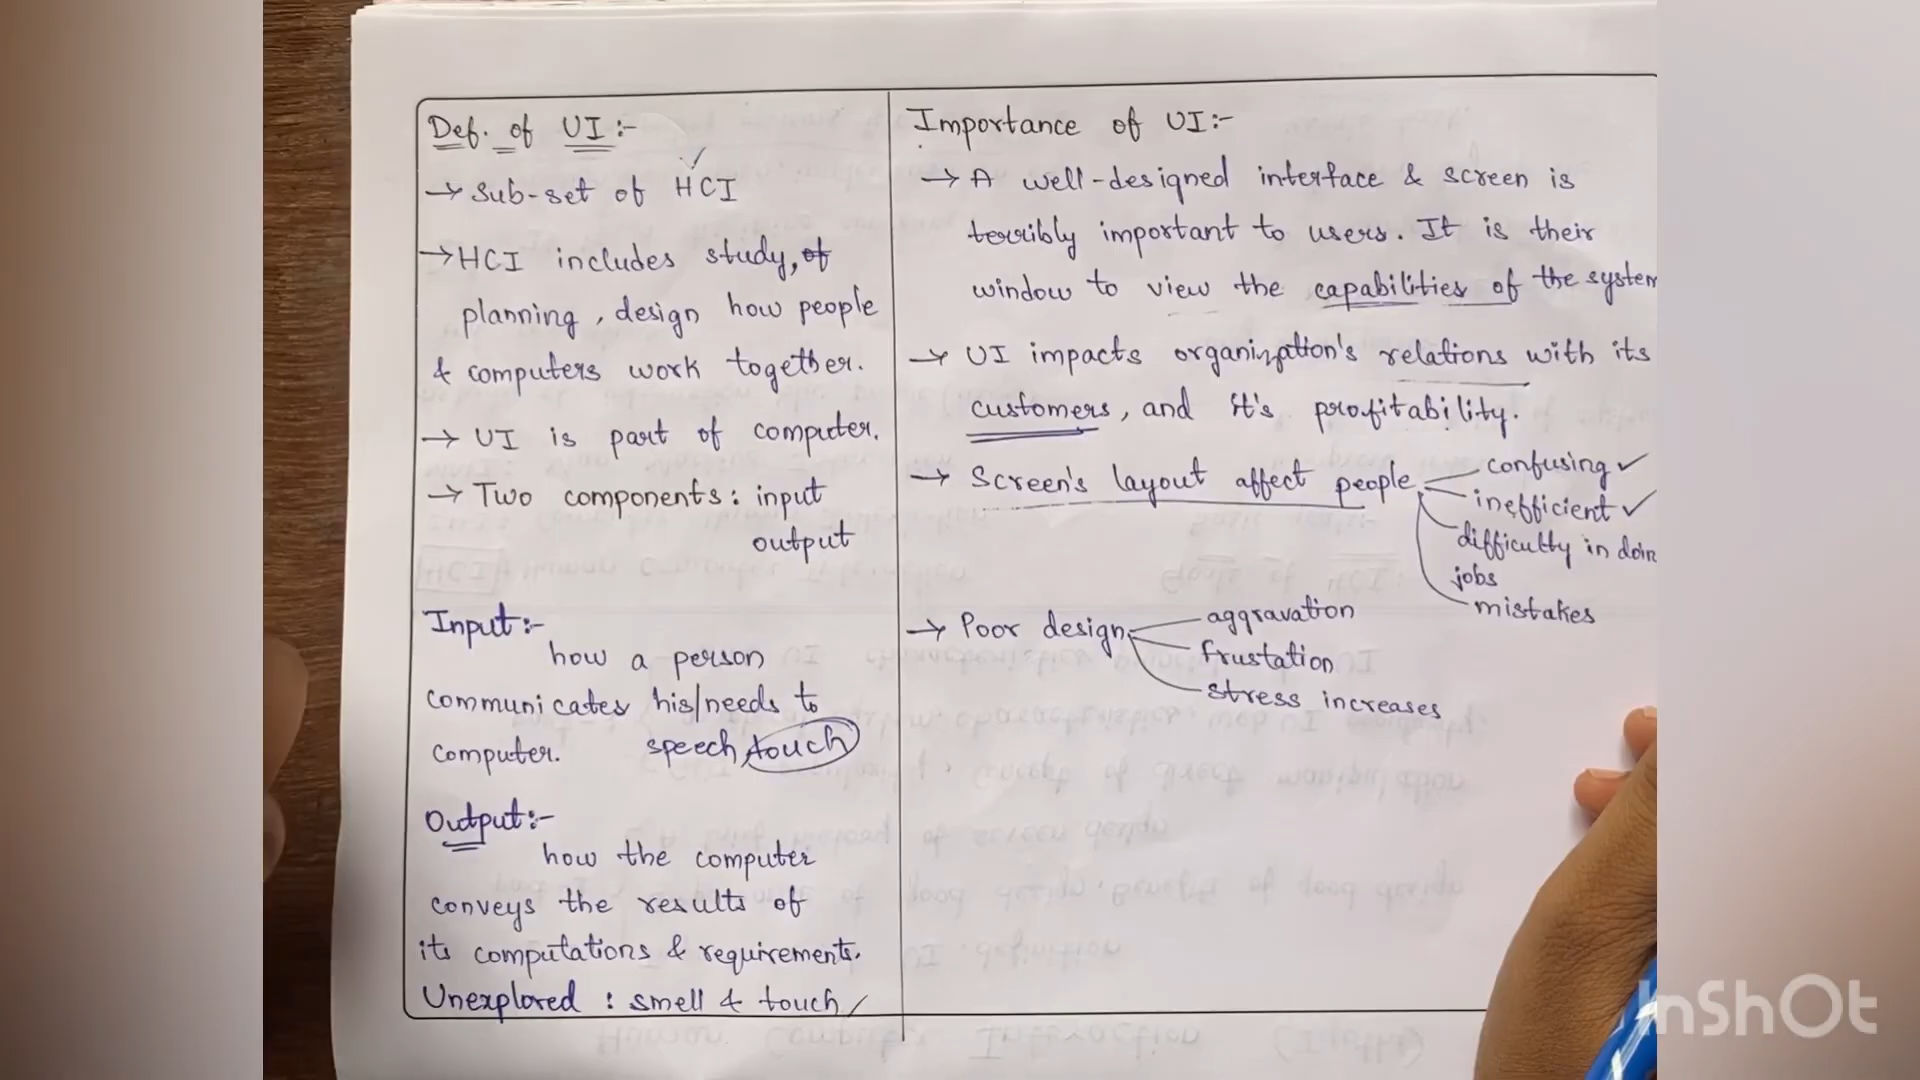 Def. of UI:-
→ sub-set of HCI
→ HCI includes study, of
planning, design how people
& computers work together.
→ UI is part of computer.
→ Two components: input
output
Input:-
how a person
communicates his/needs to
computer. speech, touch
Output:-
how the computer
conveys the results of
its computations & requirements.
Unexplored : smell & touch
Importance of UI:-
→ A well-designed interface & screen is
terribly important to users. It is their
window to view the capabilities of the system
→ UI impacts organization's relations with its
customers, and it's profitability.
→ Screen's layout affect people
confusing ✓
inefficient ✓
difficulty in doin
jobs
mistakes
→ Poor design
aggravation
frustation
stress increases
InShOt